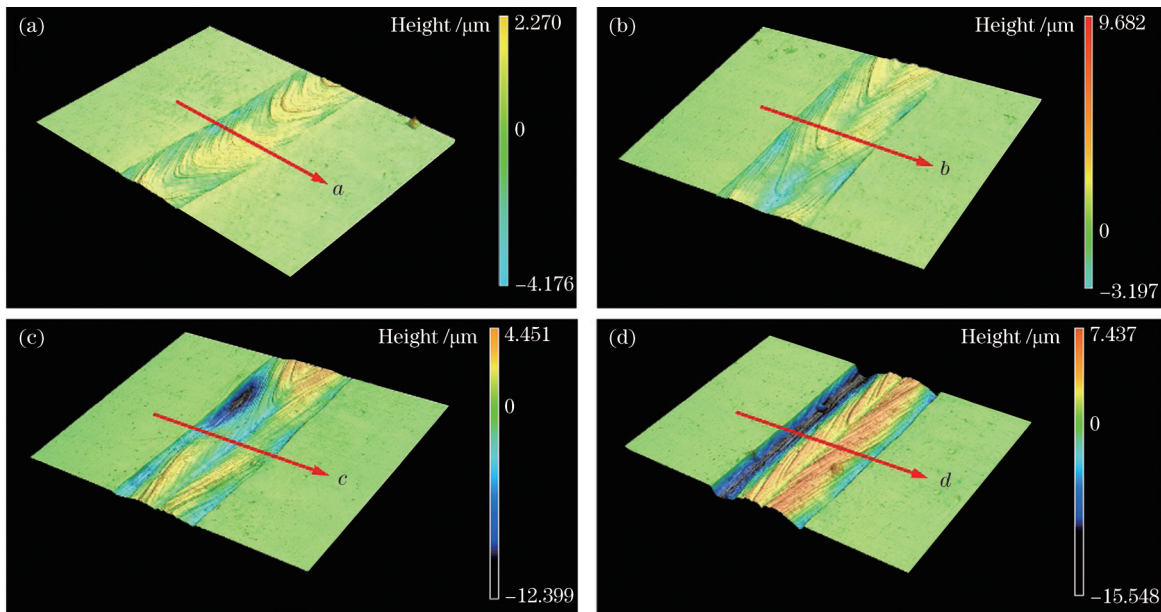 (a)
Height /μm
2.270
0
−4.176
a
(b)
Height /μm
9.682
0
−3.197
b
(c)
Height /μm
4.451
0
−12.399
c
(d)
Height /μm
7.437
0
−15.548
d